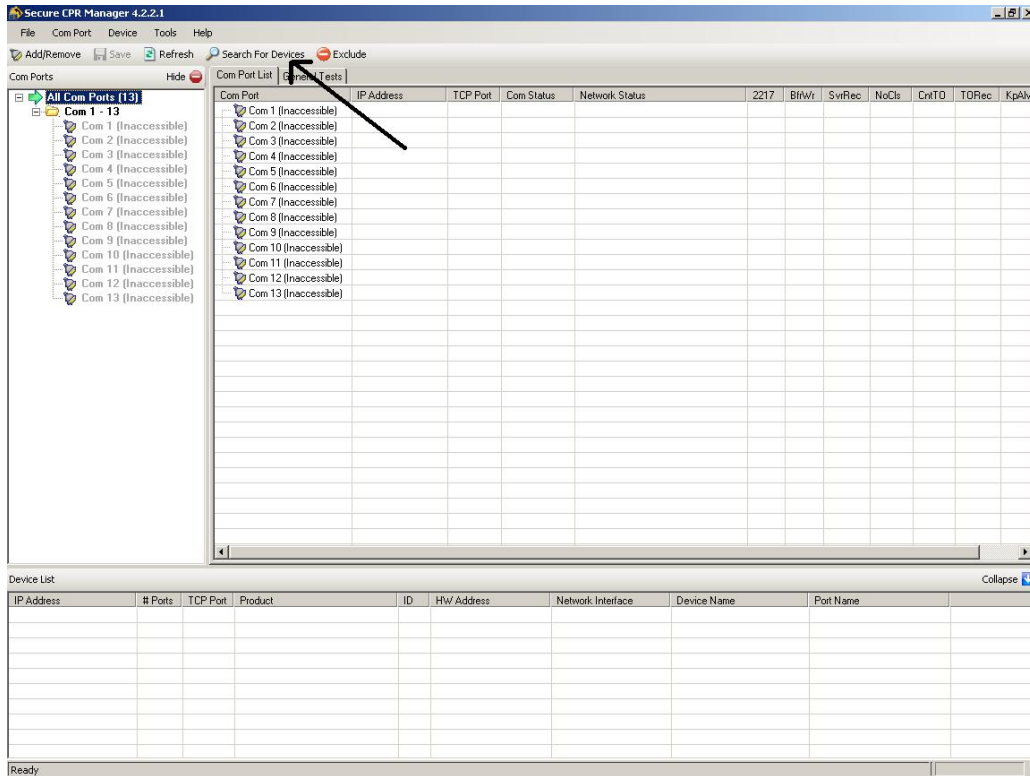 Secure CPR Manager 4.2.2.1
File Com Port Device Tools Help
Add/Remove Save Refresh Search For Devices Exclude
Com Ports Hide
All Com Ports (13)
Com 1 - 13
Com 1 (Inaccessible)
Com 2 (Inaccessible)
Com 3 (Inaccessible)
Com 4 (Inaccessible)
Com 5 (Inaccessible)
Com 6 (Inaccessible)
Com 7 (Inaccessible)
Com 8 (Inaccessible)
Com 9 (Inaccessible)
Com 10 (Inaccessible)
Com 11 (Inaccessible)
Com 12 (Inaccessible)
Com 13 (Inaccessible)
Com Port List General Tests
Com Port IP Address TCP Port Com Status Network Status 2217 BfrWr SvrRec NoCls CntTO TORec KpAlv
Com 1 (Inaccessible)
Com 2 (Inaccessible)
Com 3 (Inaccessible)
Com 4 (Inaccessible)
Com 5 (Inaccessible)
Com 6 (Inaccessible)
Com 7 (Inaccessible)
Com 8 (Inaccessible)
Com 9 (Inaccessible)
Com 10 (Inaccessible)
Com 11 (Inaccessible)
Com 12 (Inaccessible)
Com 13 (Inaccessible)
Device List Collapse
IP Address # Ports TCP Port Product ID HW Address Network Interface Device Name Port Name
Ready